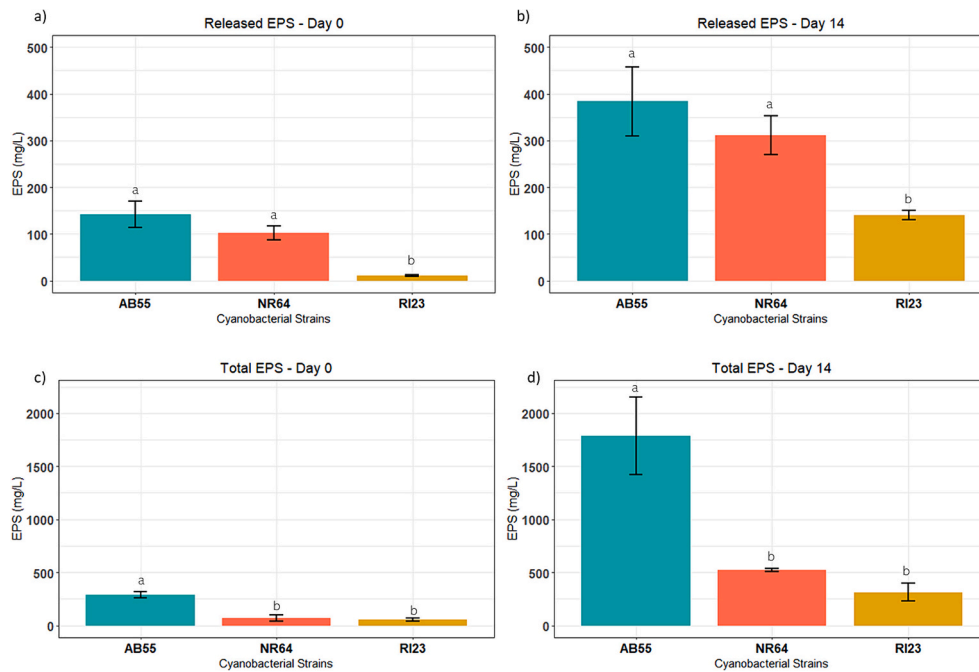 a)
Released EPS - Day 0
500
400
300
200
100
0
EPS (mg/L)
a
a
b
AB55
NR64
RI23
Cyanobacterial Strains
b)
Released EPS - Day 14
500
400
300
200
100
0
EPS (mg/L)
a
a
b
AB55
NR64
RI23
Cyanobacterial Strains
c)
Total EPS - Day 0
2000
1500
1000
500
0
EPS (mg/L)
a
b
b
AB55
NR64
RI23
Cyanobacterial Strains
d)
Total EPS - Day 14
2000
1500
1000
500
0
EPS (mg/L)
a
b
b
AB55
NR64
RI23
Cyanobacterial Strains